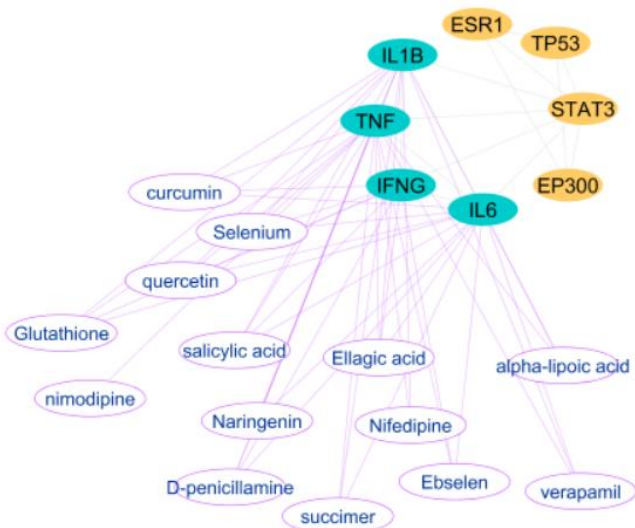 ESR1
TP53
IL1B
STAT3
TNF
IFNG
EP300
curcumin
IL6
Selenium
quercetin
Glutathione
salicylic acid
Ellagic acid
alpha-lipoic acid
nimodipine
Naringenin
Nifedipine
D-penicillamine
Ebselen
verapamil
succimer